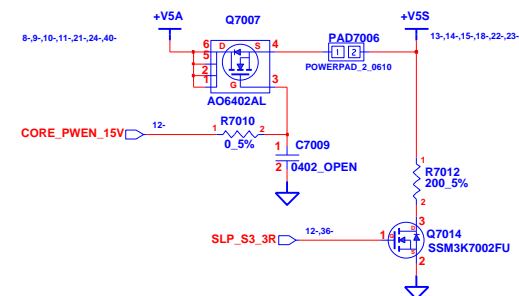 +V5A
Q7007
PAD7006
+V5S
8-,9-,10-,11-,21-,24-,40-
13-,14-,15-,18-,22-,23-
6
D
S
4
1
2
5
2
1
G
3
POWERPAD_2_0610
AO6402AL
CORE_PWEN_15V
12-
1
R7010
2
0_5%
1
C7009
2
0402_OPEN
1
R7012
200_5%
2
3
SLP_S3_3R
12-,36-
1
G
D
S
Q7014
SSM3K7002FU
2